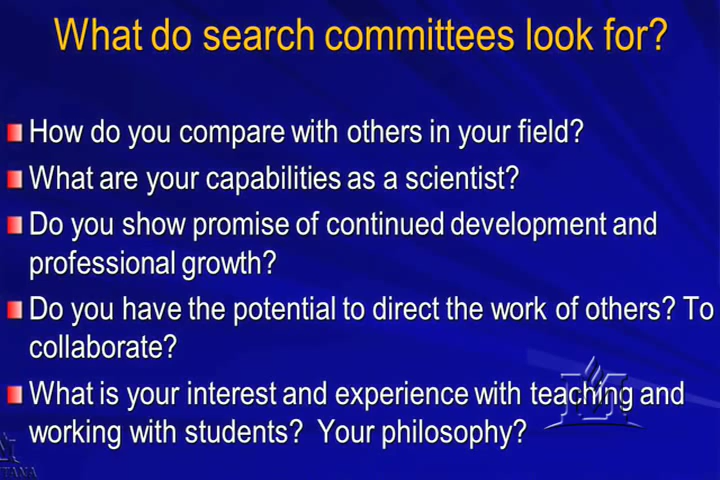 What do search committees look for?
How do you compare with others in your field?
What are your capabilities as a scientist?
Do you show promise of continued development and
professional growth?
Do you have the potential to direct the work of others? To
collaborate?
What is your interest and experience with teaching and
working with students?  Your philosophy?